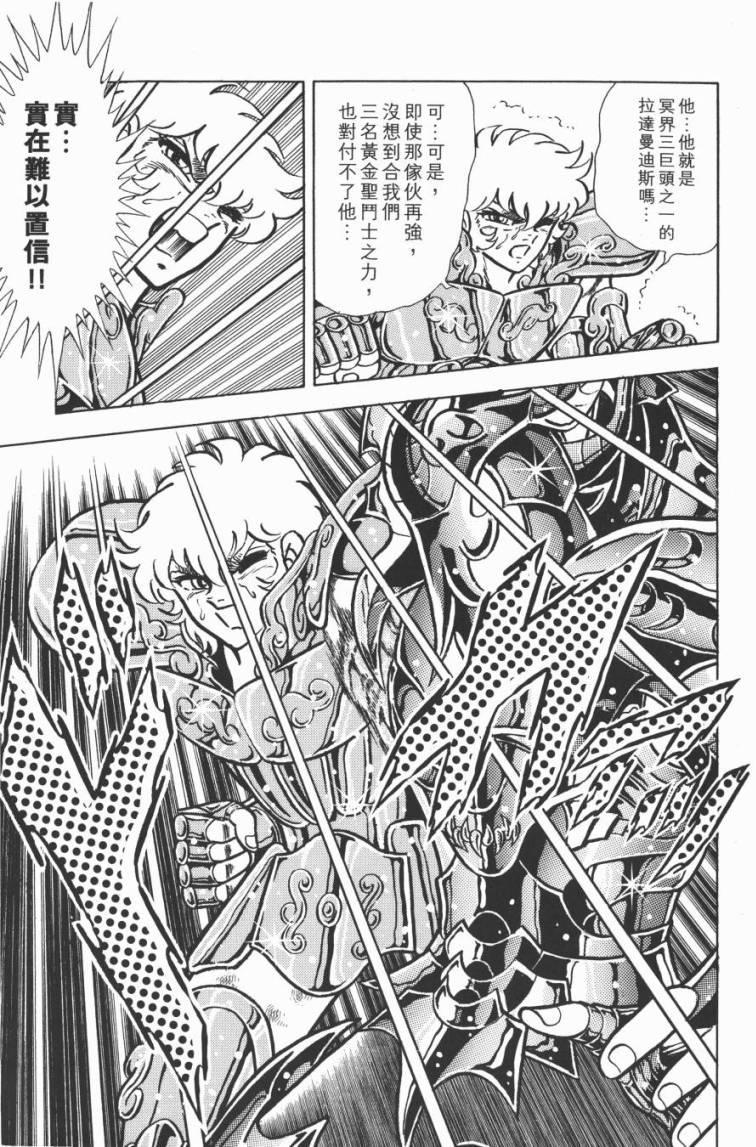 他…他就是
冥界三巨頭之一的
拉達曼迪斯嗎…
可…可是，
即使那傢伙再強，
沒想到合我們
三名黃金聖鬥士之力，
也對付不了他…
實…
實在難以置信!!